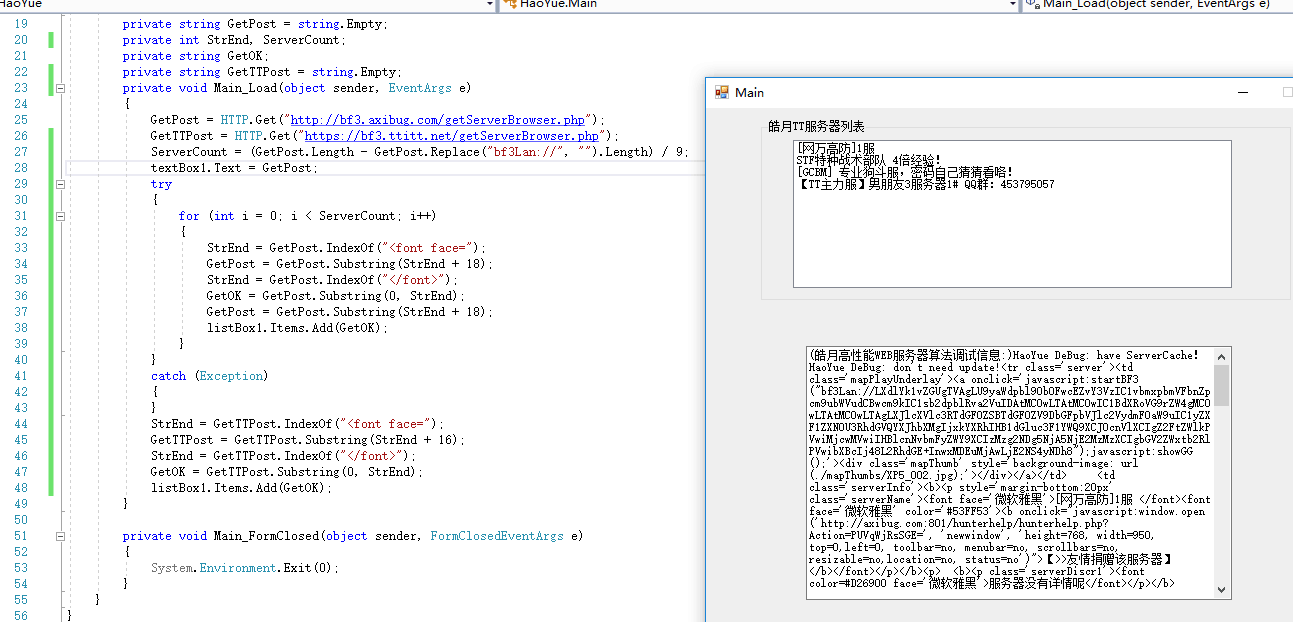 HaoYue
HaoYue.Main
Main_Load(object sender, EventArgs e)
19 private string GetPost = string.Empty;
20 private int StrEnd, ServerCount;
21 private string GetOK;
22 private string GetTTPost = string.Empty;
23 private void Main_Load(object sender, EventArgs e)
24 {
25 GetPost = HTTP.Get("http://bf3.axibug.com/getServerBrowser.php");
26 GetTTPost = HTTP.Get("https://bf3.ttitt.net/getServerBrowser.php");
27 ServerCount = (GetPost.Length - GetPost.Replace("bf3Lan://", "").Length) / 9;
28 textBox1.Text = GetPost;
29 try
30 {
31 for (int i = 0; i < ServerCount; i++)
32 {
33 StrEnd = GetPost.IndexOf("<font face=");
34 GetPost = GetPost.Substring(StrEnd + 18);
35 StrEnd = GetPost.IndexOf("</font>");
36 GetOK = GetPost.Substring(0, StrEnd);
37 GetPost = GetPost.Substring(StrEnd + 18);
38 listBox1.Items.Add(GetOK);
39 }
40 }
41 catch (Exception)
42 {
43 }
44 StrEnd = GetTTPost.IndexOf("<font face=");
45 GetTTPost = GetTTPost.Substring(StrEnd + 16);
46 StrEnd = GetTTPost.IndexOf("</font>");
47 GetOK = GetTTPost.Substring(0, StrEnd);
48 listBox1.Items.Add(GetOK);
49 }
50
51 private void Main_FormClosed(object sender, FormClosedEventArgs e)
52 {
53 System.Environment.Exit(0);
54 }
55 }
56 }
Main
皓月TT服务器列表
[网万高防]1服
STF特种战术部队 4倍经验!
[GCBM] 专业狗斗服，密码自己猜猜看咯!
【TT主力服】男朋友3服务器1# QQ群: 453795057
(皓月高性能WEB服务器算法调试信息:)HaoYue DeBug: have ServerCache!
HaoYue DeBug: don't need update!<tr class='server'><td
class='mapPlayUnderlay'><a onclick='javascript:startBF3
("bf3Lan://
");javascript:showGG
();'><div class='mapThumb' style='background-image: url
(./mapThumbs/XP5_002.jpg);'></div></a></td> <td
class='serverInfo'><b><p style='margin-bottom:20px'
class='serverName'><font face='微软雅黑'>[网万高防]1服 </font><font
face='微软雅黑' color='#53FF53'><b onclick="javascript:window.open
('http://axibug.com:801/hunterhelp/hunterhelp.php?
Action=PUVqWjRsSGE=', 'newwindow', 'height=768, width=950,
top=0,left=0, toolbar=no, menubar=no, scrollbars=no,
resizable=no,location=no, status=no')">【>>友情捐赠该服务器】
</b></font></p></b><p> <b><p class='serverDiscr1'><font
color=#D26900 face='微软雅黑'>服务器没有详情呢</font></p></b>